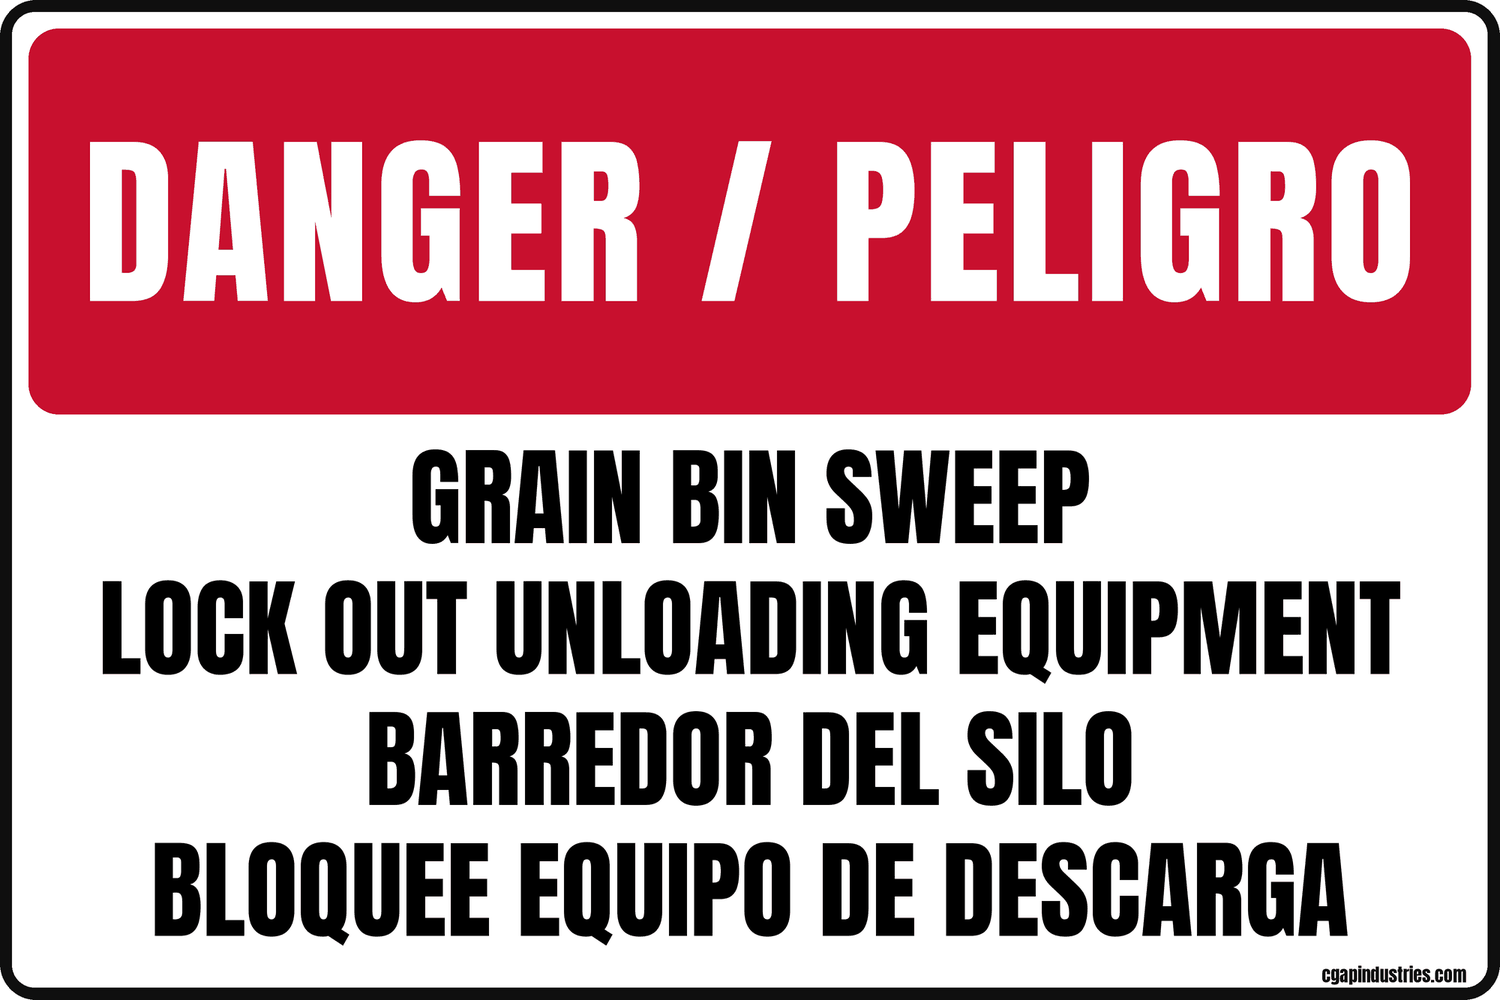 DANGER / PELIGRO
GRAIN BIN SWEEP
LOCK OUT UNLOADING EQUIPMENT
BARREDOR DEL SILO
BLOQUEE EQUIPO DE DESCARGA
cgapindustries.com